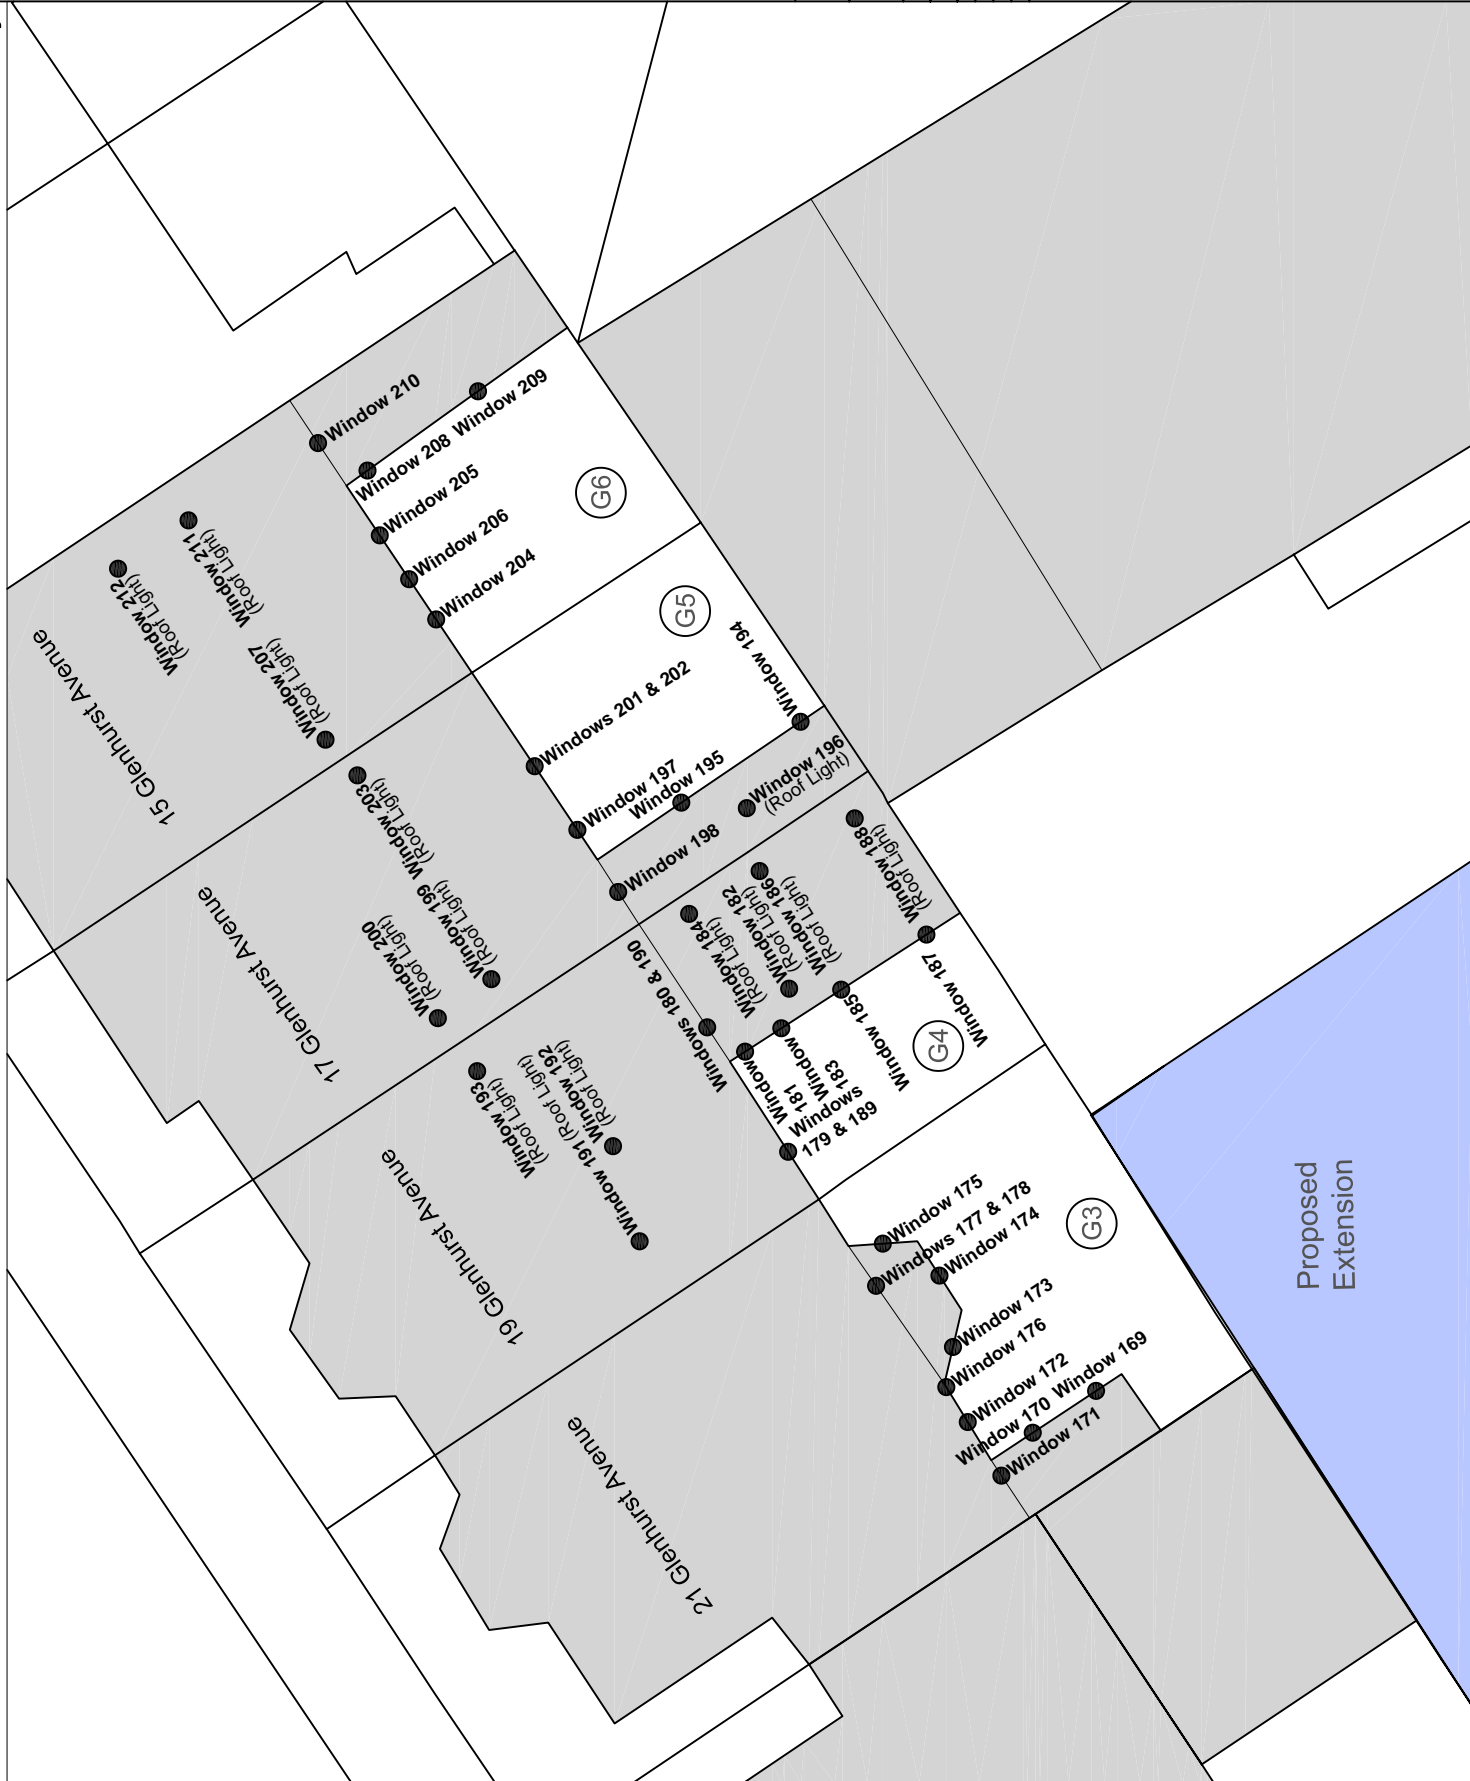 Window 210
Window 209
Window 208
Window 205
Window 206
Window 204
G6
Window 211
(Roof Light)
Window 212
(Roof Light)
Window 207
(Roof Light)
15 Glenhurst Avenue
G5
Window 194
Windows 201 & 202
Window 197
Window 195
Window 196
(Roof Light)
Window 198
Window 203
(Roof Light)
Window 199
(Roof Light)
Window 200
(Roof Light)
17 Glenhurst Avenue
Window 188
(Roof Light)
Window 186
(Roof Light)
Window 182
(Roof Light)
Window 184
(Roof Light)
Windows 180 & 190
Window 187
Window 185
G4
Window
183
Window
181
Windows
179 & 189
Window 192
(Roof Light)
Window 191 (Roof Light)
Window 193
(Roof Light)
19 Glenhurst Avenue
Window 175
Windows 177 & 178
Window 174
G3
Window 173
Window 176
Window 172
Window 169
Window 170
Window 171
21 Glenhurst Avenue
Proposed
Extension